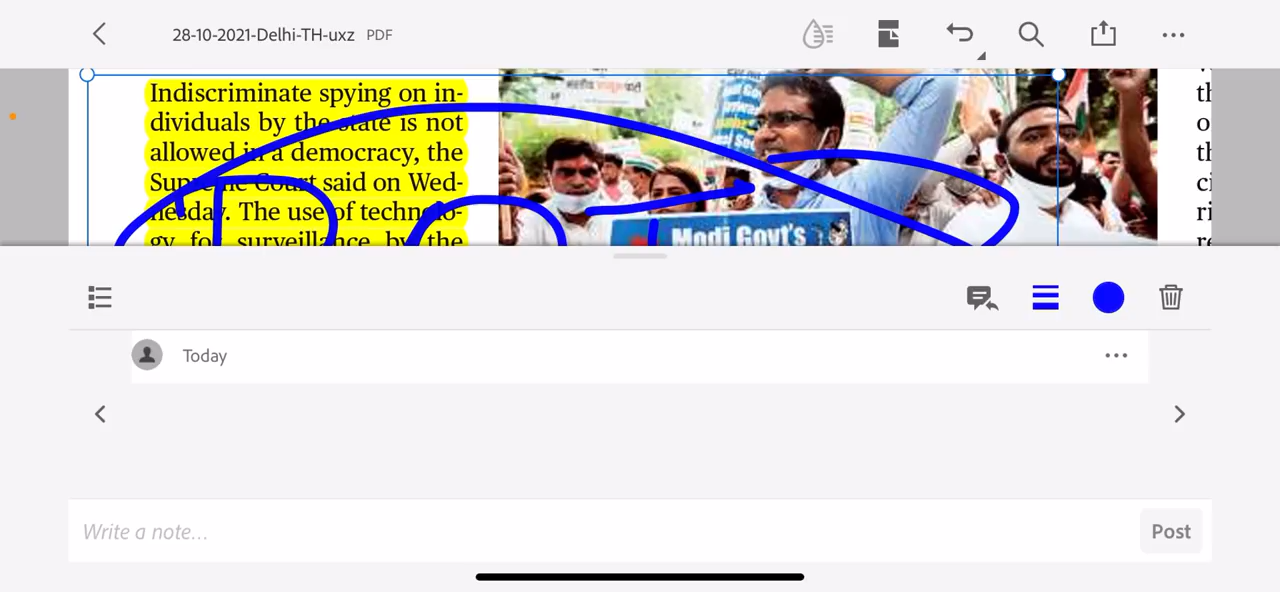 28-10-2021-Delhi-TH-uxz PDF
Indiscriminate spying on in-
dividuals by the state is not
allowed in a democracy, the
Supreme Court said on Wed-
nesday. The use of technolo-
gy for surveillance by the
Modi Govt's
Today
Write a note...
Post